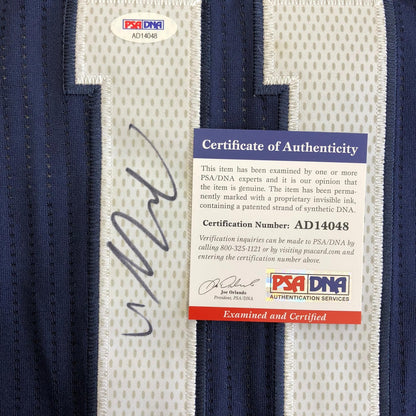 PSA/DNA
AD14048
11
Certificate of Authenticity
This item has been examined by one or more
PSA/DNA experts and it is our opinion that
the item is genuine. The item has been perma-
nently marked with a proprietary invisible ink,
containing a patented strand of synthetic DNA.
Certification Number: AD14048
Verification inquiries can be made to PSA/DNA by
calling 800-325-1121 or by visiting psacard.com and
entering the certification number above.
Joe Orlando
President, PSA/DNA
PSA DNA
AUTHENTICATION SERVICES
Examined and Certified